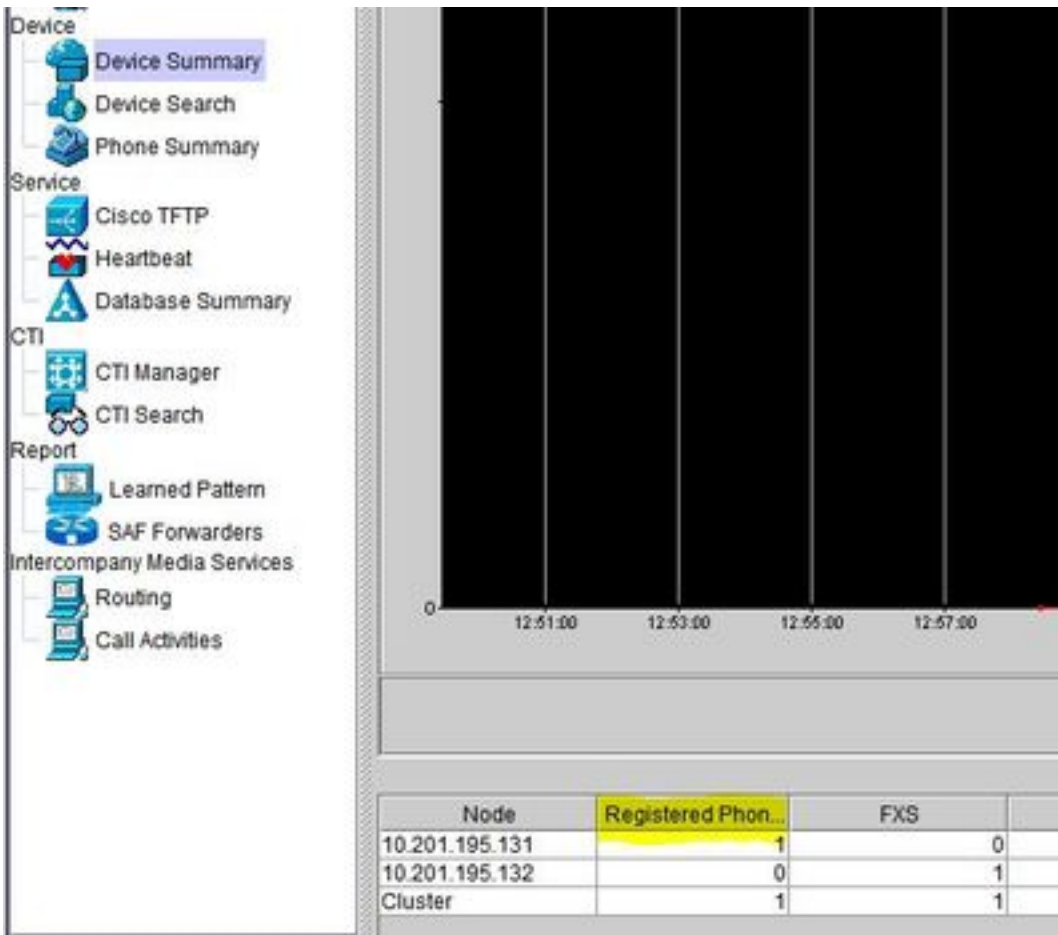 Device
Device Summary
Device Search
Phone Summary
Service
Cisco TFTP
Heartbeat
Database Summary
CTI
CTI Manager
CTI Search
Report
Learned Pattern
SAF Forwarders
Intercompany Media Services
Routing
Call Activities
0
12:51:00 12:53:00 12:55:00 12:57:00
Node Registered Phon... FXS
10.201.195.131 1 0
10.201.195.132 0 1
Cluster 1 1